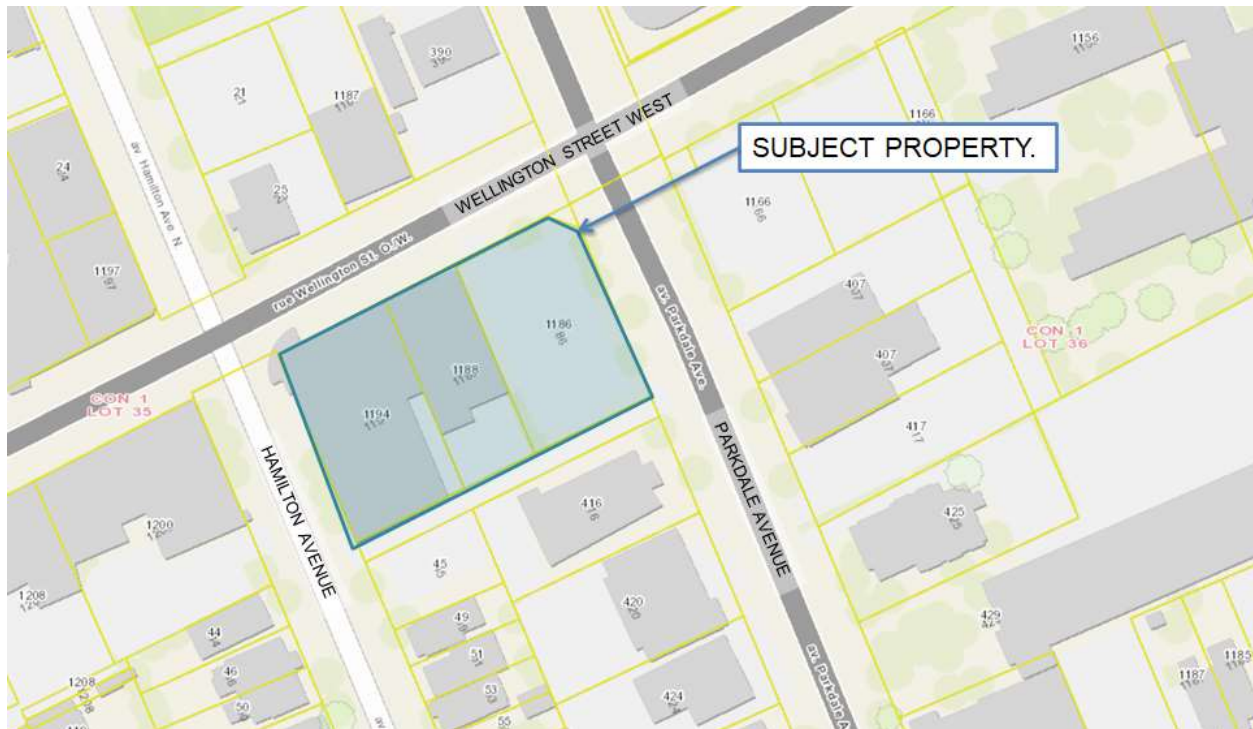 390
1156
1187
21
1166
WELLINGTON STREET WEST
SUBJECT PROPERTY.
24
av. Hamilton Ave N
25
1166
rue Wellington St. O./W.
1197
407
av. Parkdale Ave.
1186
CON 1
LOT 36
407
1188
CON 1
LOT 35
1194
417
PARKDALE AVENUE
HAMILTON AVENUE
416
425
1200
45
1208
420
49
429
44
51
46
1185
1187
1208
53
424
50
55
av
av. Parkdale A